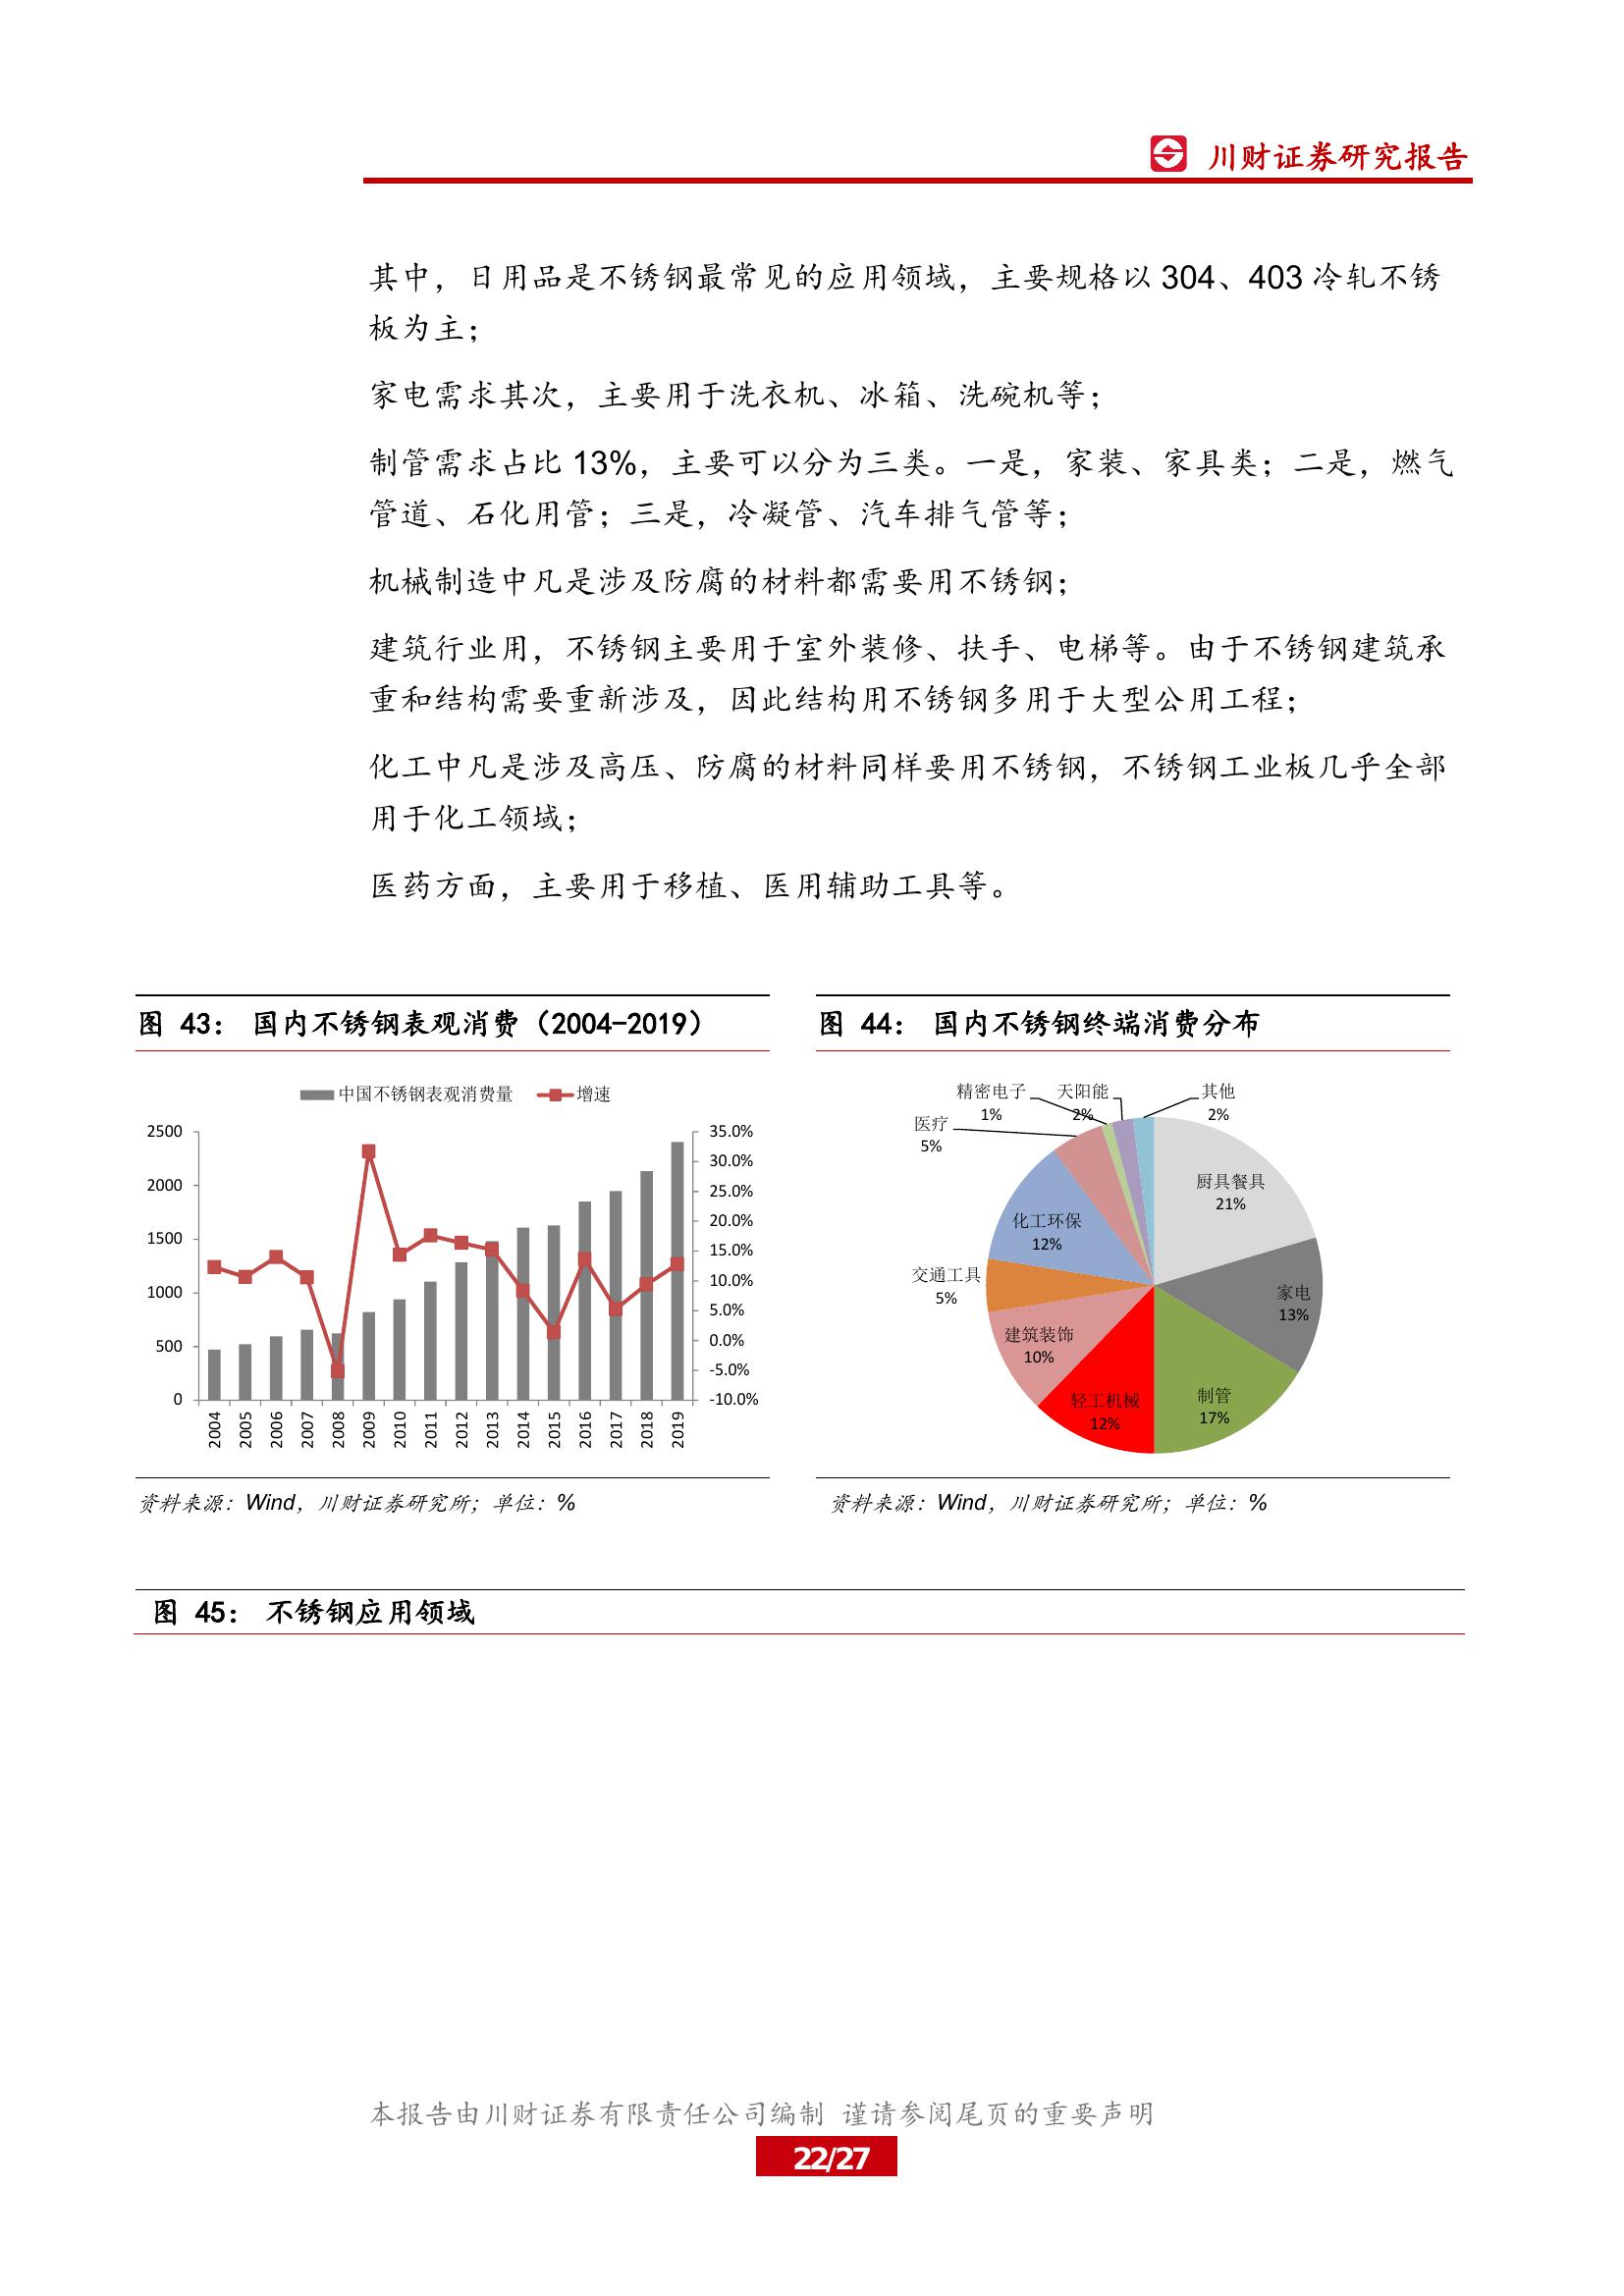 川财证券研究报告
其中，日用品是不锈钢最常见的应用领域，主要规格以 304、403 冷轧不锈
板为主；
家电需求其次，主要用于洗衣机、冰箱、洗碗机等；
制管需求占比 13%，主要可以分为三类。一是，家装、家具类；二是，燃气
管道、石化用管；三是，冷凝管、汽车排气管等；
机械制造中凡是涉及防腐的材料都需要用不锈钢；
建筑行业用，不锈钢主要用于室外装修、扶手、电梯等。由于不锈钢建筑承
重和结构需要重新涉及，因此结构用不锈钢多用于大型公用工程；
化工中凡是涉及高压、防腐的材料同样要用不锈钢，不锈钢工业板几乎全部
用于化工领域；
医药方面，主要用于移植、医用辅助工具等。
图 43： 国内不锈钢表观消费（2004-2019）
中国不锈钢表观消费量 增速
2500
2000
1500
1000
500
0
35.0%
30.0%
25.0%
20.0%
15.0%
10.0%
5.0%
0.0%
-5.0%
-10.0%
2004 2005 2006 2007 2008 2009 2010 2011 2012 2013 2014 2015 2016 2017 2018 2019
资料来源：Wind，川财证券研究所；单位：%
图 44： 国内不锈钢终端消费分布
厨具餐具
21%
家电
13%
制管
17%
轻工机械
12%
建筑装饰
10%
交通工具
5%
化工环保
12%
医疗
5%
精密电子
1%
天阳能
2%
其他
2%
资料来源：Wind，川财证券研究所；单位：%
图 45： 不锈钢应用领域
本报告由川财证券有限责任公司编制 谨请参阅尾页的重要声明
22/27